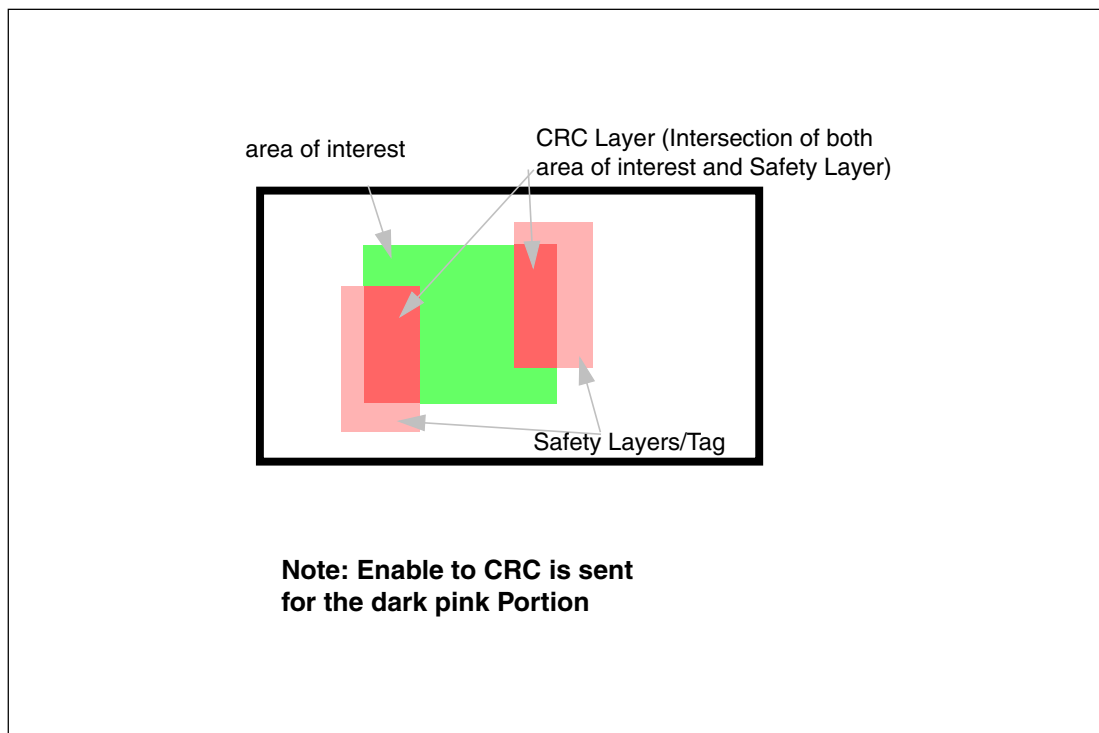 area of interest
CRC Layer (Intersection of both
area of interest and Safety Layer)
Safety Layers/Tag
Note: Enable to CRC is sent
for the dark pink Portion